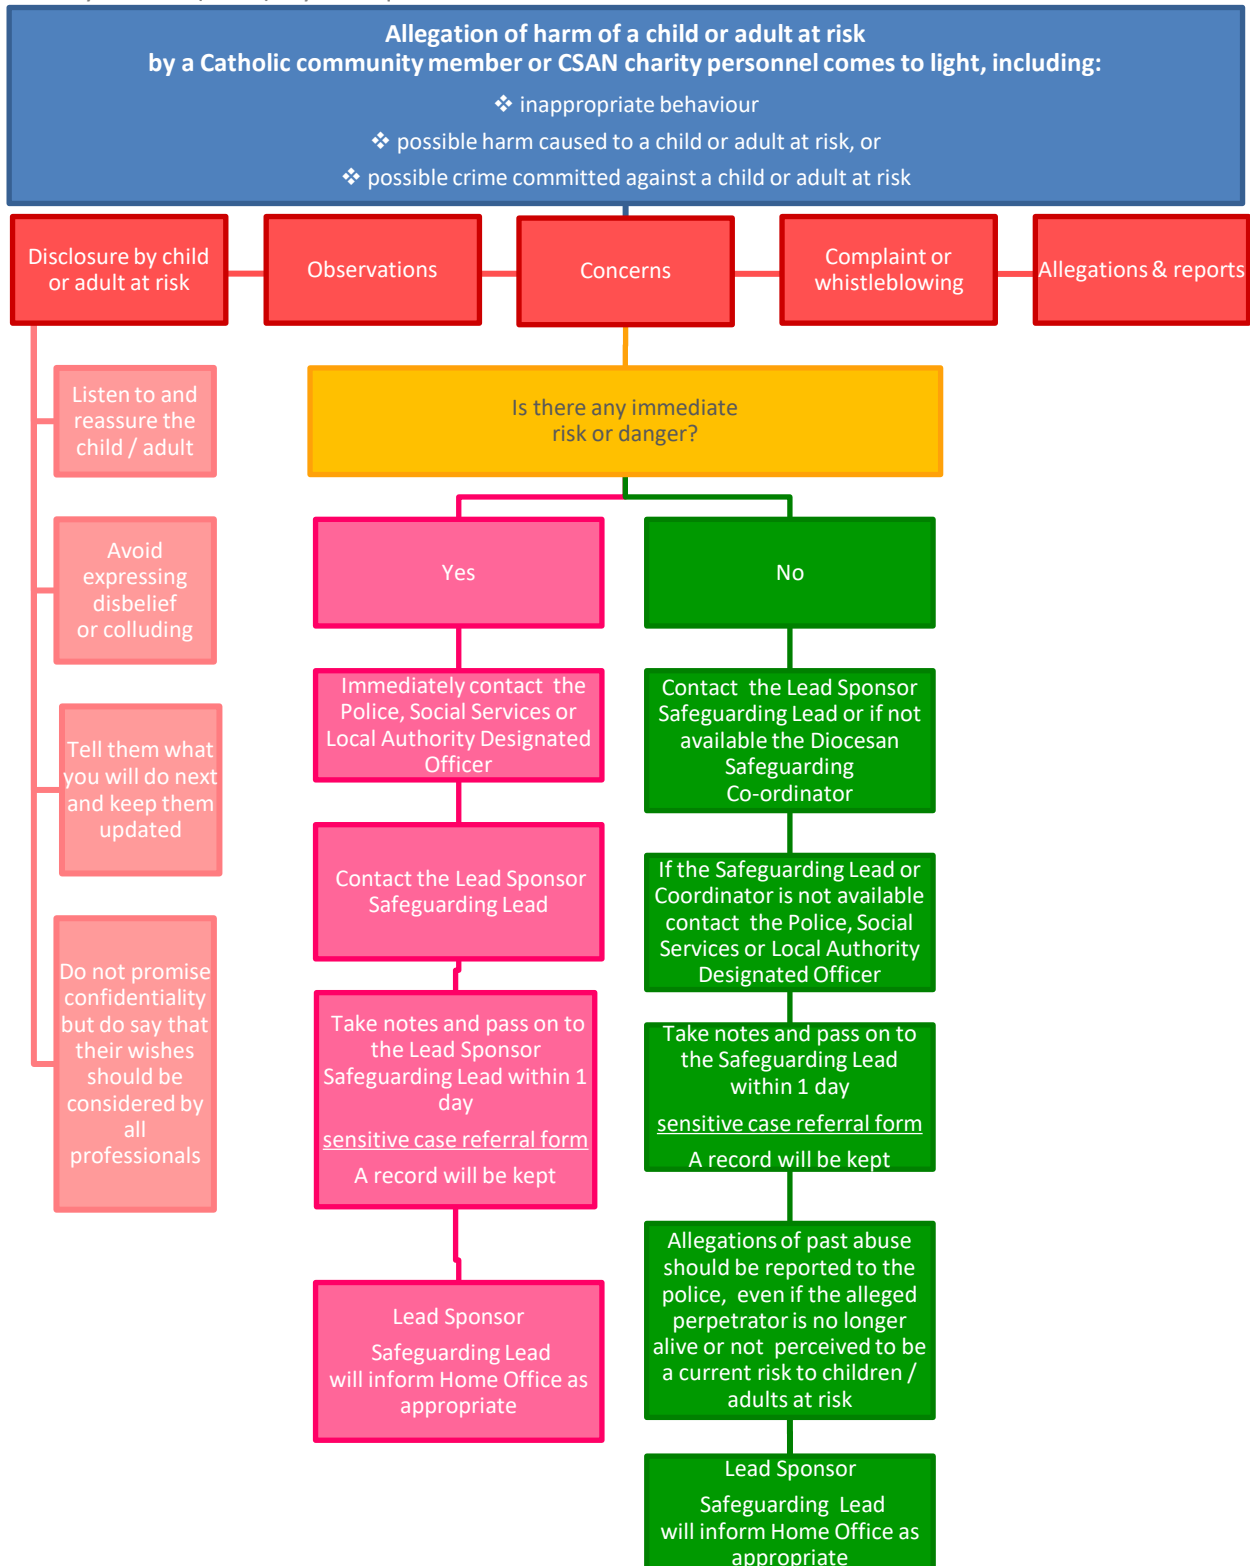 Allegation of harm of a child or adult at risk
by a Catholic community member or CSAN charity personnel comes to light, including:
❖ inappropriate behaviour
❖ possible harm caused to a child or adult at risk, or
❖ possible crime committed against a child or adult at risk
Disclosure by child
or adult at risk
Observations
Concerns
Complaint or
whistleblowing
Allegations & reports
Listen to and
reassure the
child / adult
Avoid
expressing
disbelief
or colluding
Tell them what
you will do next
and keep them
updated
Do not promise
confidentiality
but do say that
their wishes
should be
considered by
all
professionals
Is there any immediate
risk or danger?
Yes
Immediately contact the
Police, Social Services or
Local Authority Designated
Officer
Contact the Lead Sponsor
Safeguarding Lead
Take notes and pass on to
the Lead Sponsor
Safeguarding Lead within 1
day
sensitive case referral form
A record will be kept
Lead Sponsor
Safeguarding Lead
will inform Home Office as
appropriate
No
Contact the Lead Sponsor
Safeguarding Lead or if not
available the Diocesan
Safeguarding
Co-ordinator
If the Safeguarding Lead or
Coordinator is not available
contact the Police, Social
Services or Local Authority
Designated Officer
Take notes and pass on to
the Safeguarding Lead
within 1 day
sensitive case referral form
A record will be kept
Allegations of past abuse
should be reported to the
police, even if the alleged
perpetrator is no longer
alive or not perceived to be
a current risk to children /
adults at risk
Lead Sponsor
Safeguarding Lead
will inform Home Office as
appropriate